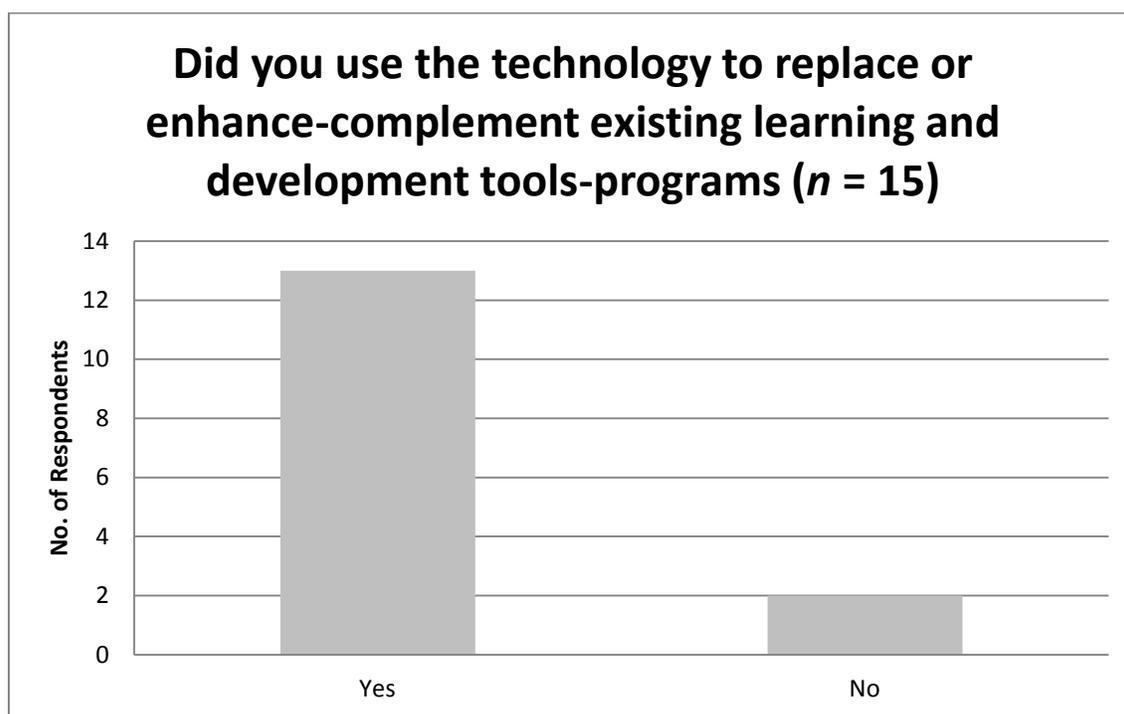 Did you use the technology to replace or
enhance-complement existing learning and
development tools-programs (n = 15)
14
12
10
8
6
4
2
0
No. of Respondents
Yes
No